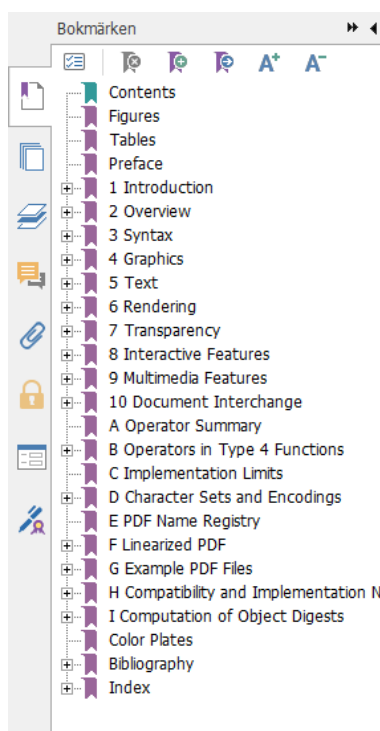 Bokmärken
A+ A-
Contents
Figures
Tables
Preface
1 Introduction
2 Overview
3 Syntax
4 Graphics
5 Text
6 Rendering
7 Transparency
8 Interactive Features
9 Multimedia Features
10 Document Interchange
A Operator Summary
B Operators in Type 4 Functions
C Implementation Limits
D Character Sets and Encodings
E PDF Name Registry
F Linearized PDF
G Example PDF Files
H Compatibility and Implementation N
I Computation of Object Digests
Color Plates
Bibliography
Index